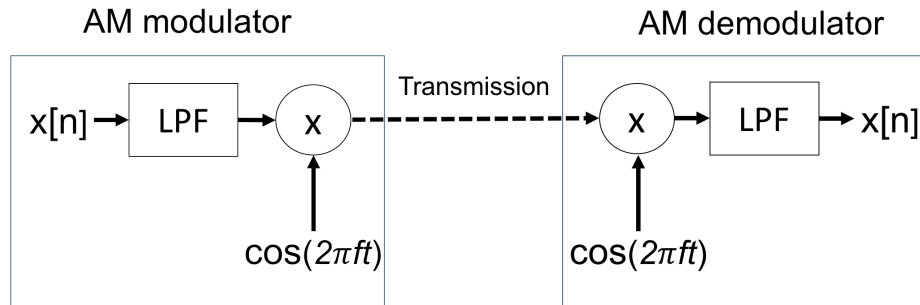 AM modulator
AM demodulator
Transmission
x[n]
LPF
x
x
LPF
x[n]
cos(2πft)
cos(2πft)